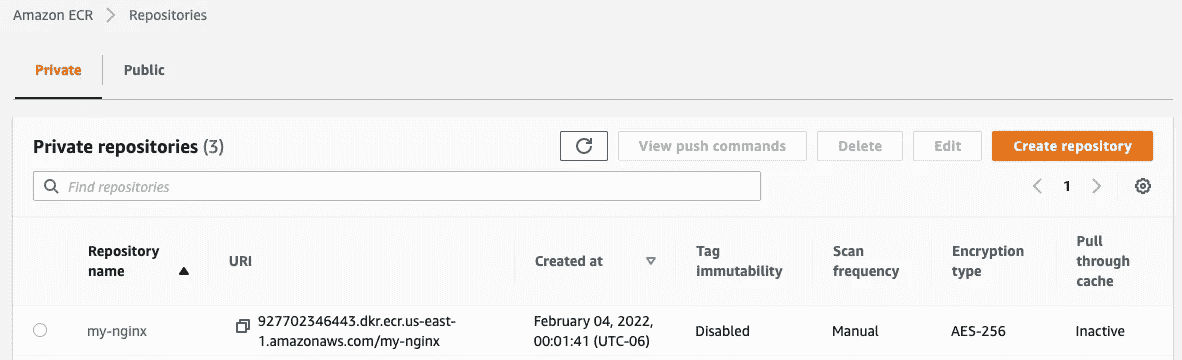 Amazon ECR Repositories
Private Public
Private repositories (3) View push commands Delete Edit Create repository
Find repositories 1
Repository name URI Created at Tag immutability Scan frequency Encryption type Pull through cache
my-nginx 927702346443.dkr.ecr.us-east-1.amazonaws.com/my-nginx February 04, 2022, 00:01:41 (UTC-06) Disabled Manual AES-256 Inactive